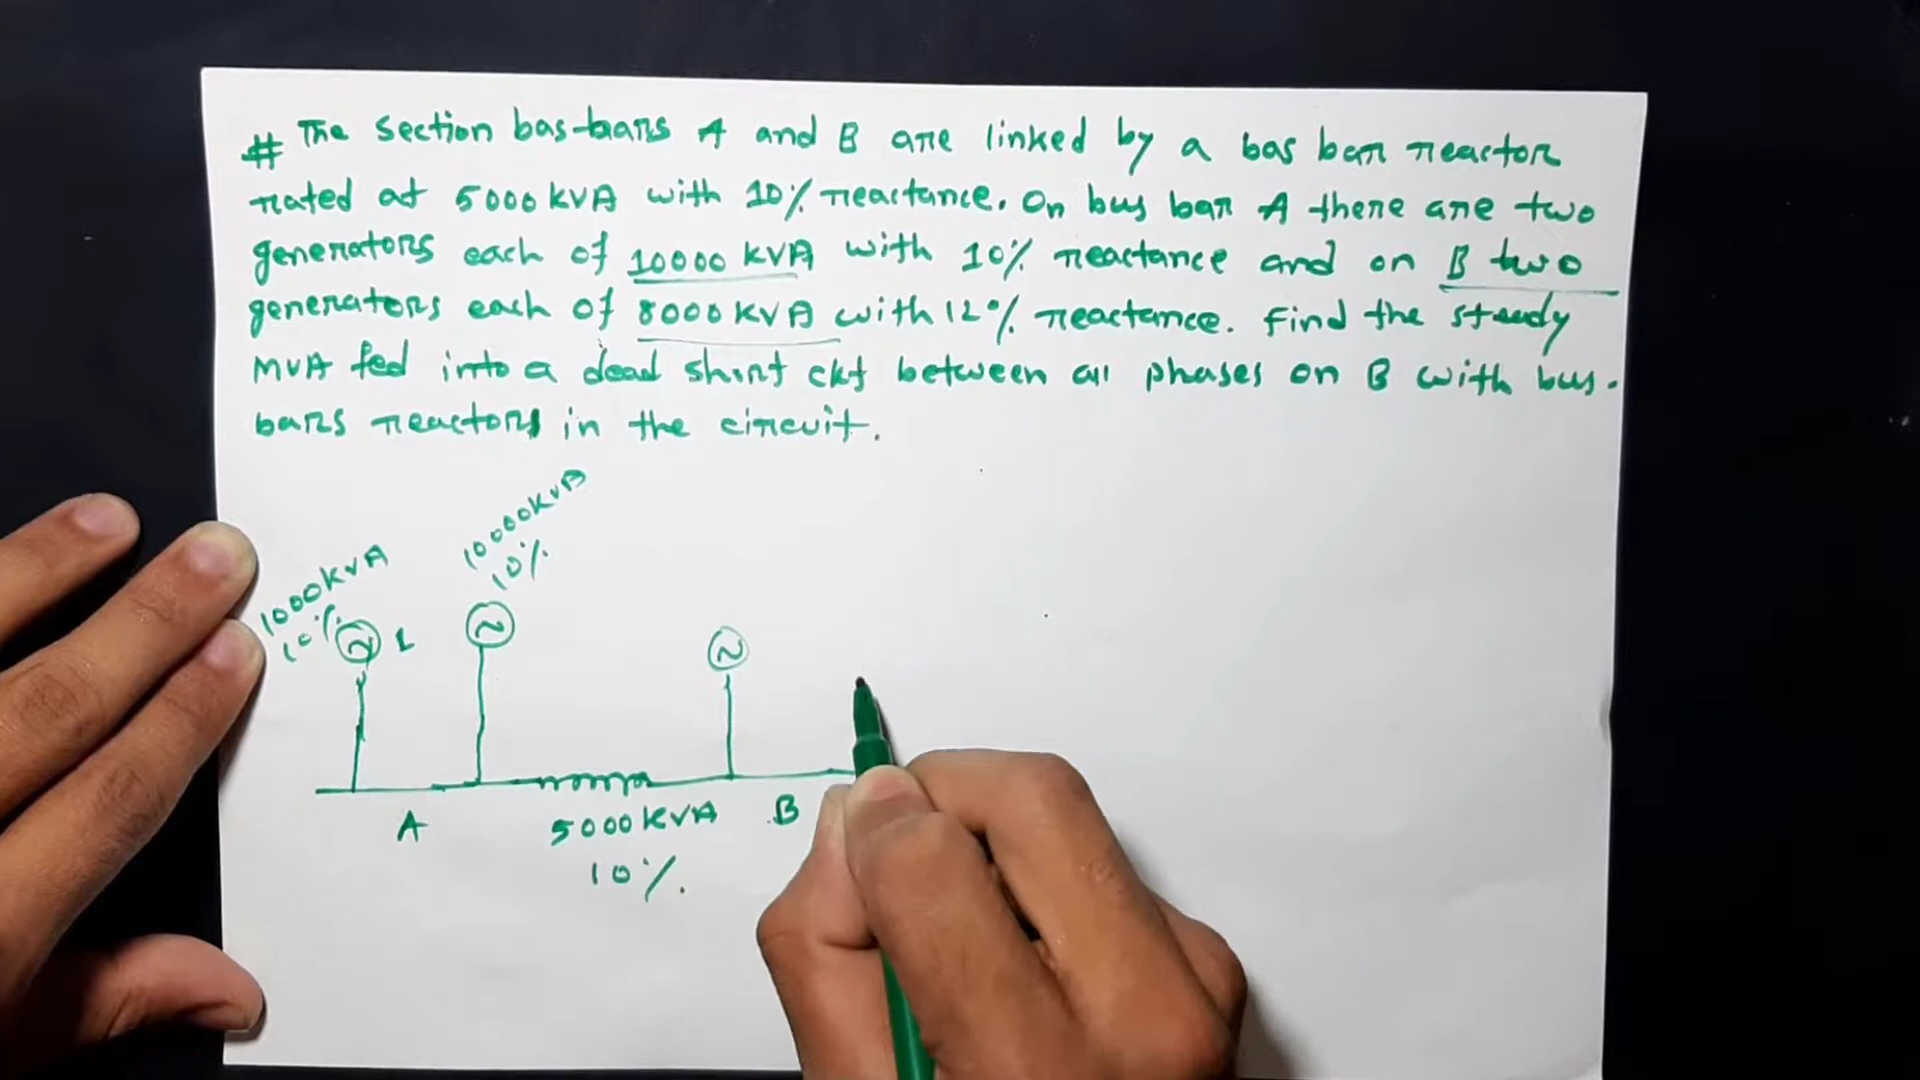 # The section bas-bars A and B are linked by a bas bar reactor
rated at 5000 KVA with 10% reactance. On bus bar A there are two
generators each of 10000 KVA with 10% reactance and on B two
generators each of 8000 KVA with 12% reactance. Find the steady
MVA fed into a dead short ckt between all phases on B with bus.
bars reactors in the circuit.
10000KVA
10%
1000KVA
10%
1
A
5000KVA
10%.
B